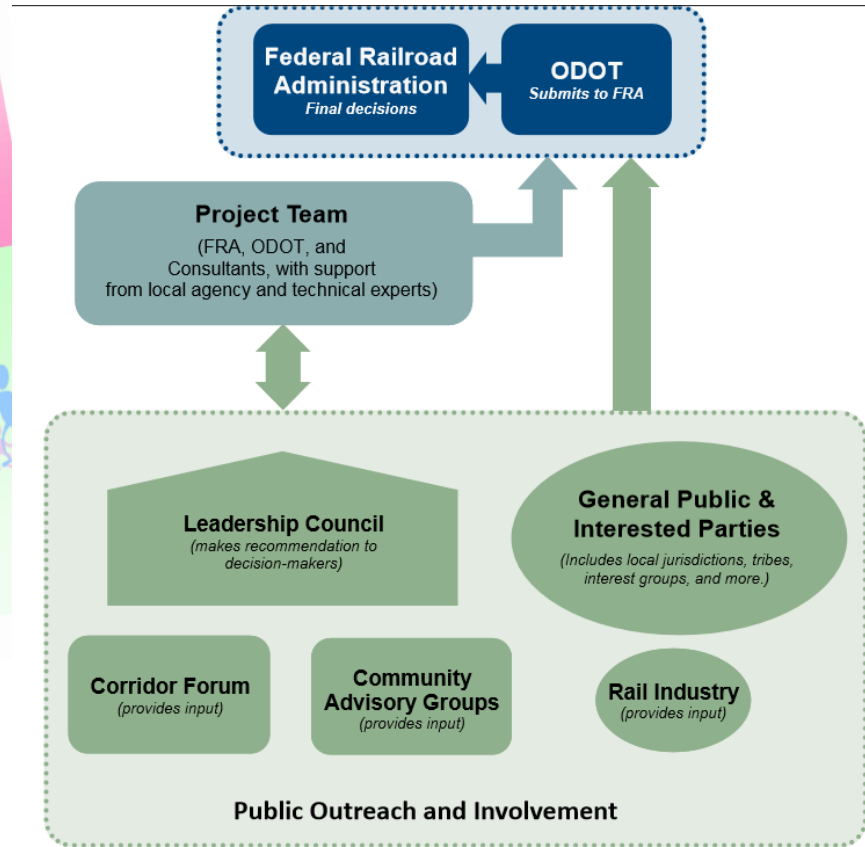 Federal Railroad
Administration
Final decisions
ODOT
Submits to FRA
Project Team
(FRA, ODOT, and
Consultants, with support
from local agency and technical experts)
Leadership Council
(makes recommendation to
decision-makers)
General Public &
Interested Parties
(Includes local jurisdictions, tribes,
interest groups, and more.)
Corridor Forum
(provides input)
Community
Advisory Groups
(provides input)
Rail Industry
(provides input)
Public Outreach and Involvement